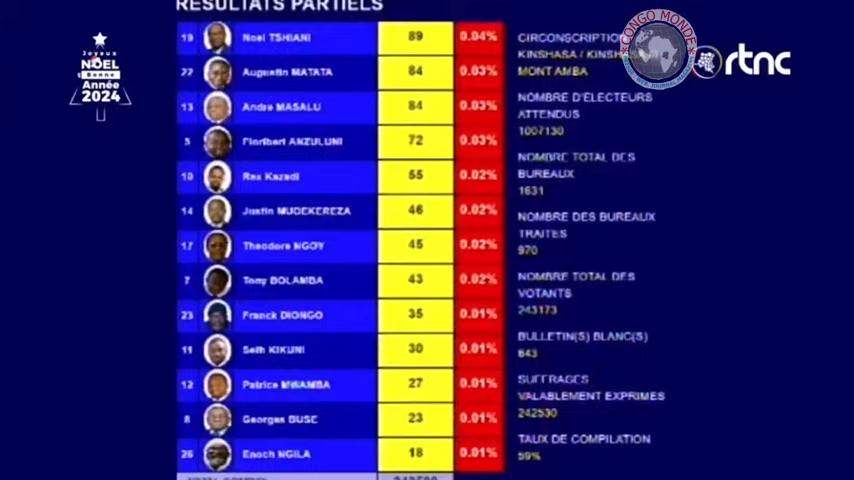 Joyeux
NOËL
Bonne
Année
2024
RESULTATS PARTIELS
19 Noel TSHIANI 89 0.04%
22 Augustin MATATA 84 0.03%
13 Andre MASALU 84 0.03%
5 Floribert ANZULUNI 72 0.03%
10 Rex Kazadi 55 0.02%
14 Justin MUDEKEREZA 46 0.02%
17 Theodore NGOY 45 0.02%
7 Tony BOLAMBA 43 0.02%
23 Franck DIONGO 35 0.01%
11 Seth KIKUNI 30 0.01%
12 Patrice MWAMBA 27 0.01%
8 Georges BUSE 23 0.01%
26 Enoch NGILA 18 0.01%
CIRCONSCRIPTION
KINSHASA / KINSH
MONT AMBA
NOMBRE D'ELECTEURS
ATTENDUS
1007130
NOMBRE TOTAL DES
BUREAUX
1631
NOMBRE DES BUREAUX
TRAITES
970
NOMBRE TOTAL DES
VOTANTS
243173
BULLETIN(S) BLANC(S)
643
SUFFRAGES
VALABLEMENT EXPRIMES
242530
TAUX DE COMPILATION
59%
CONGO MONDE
rtnc